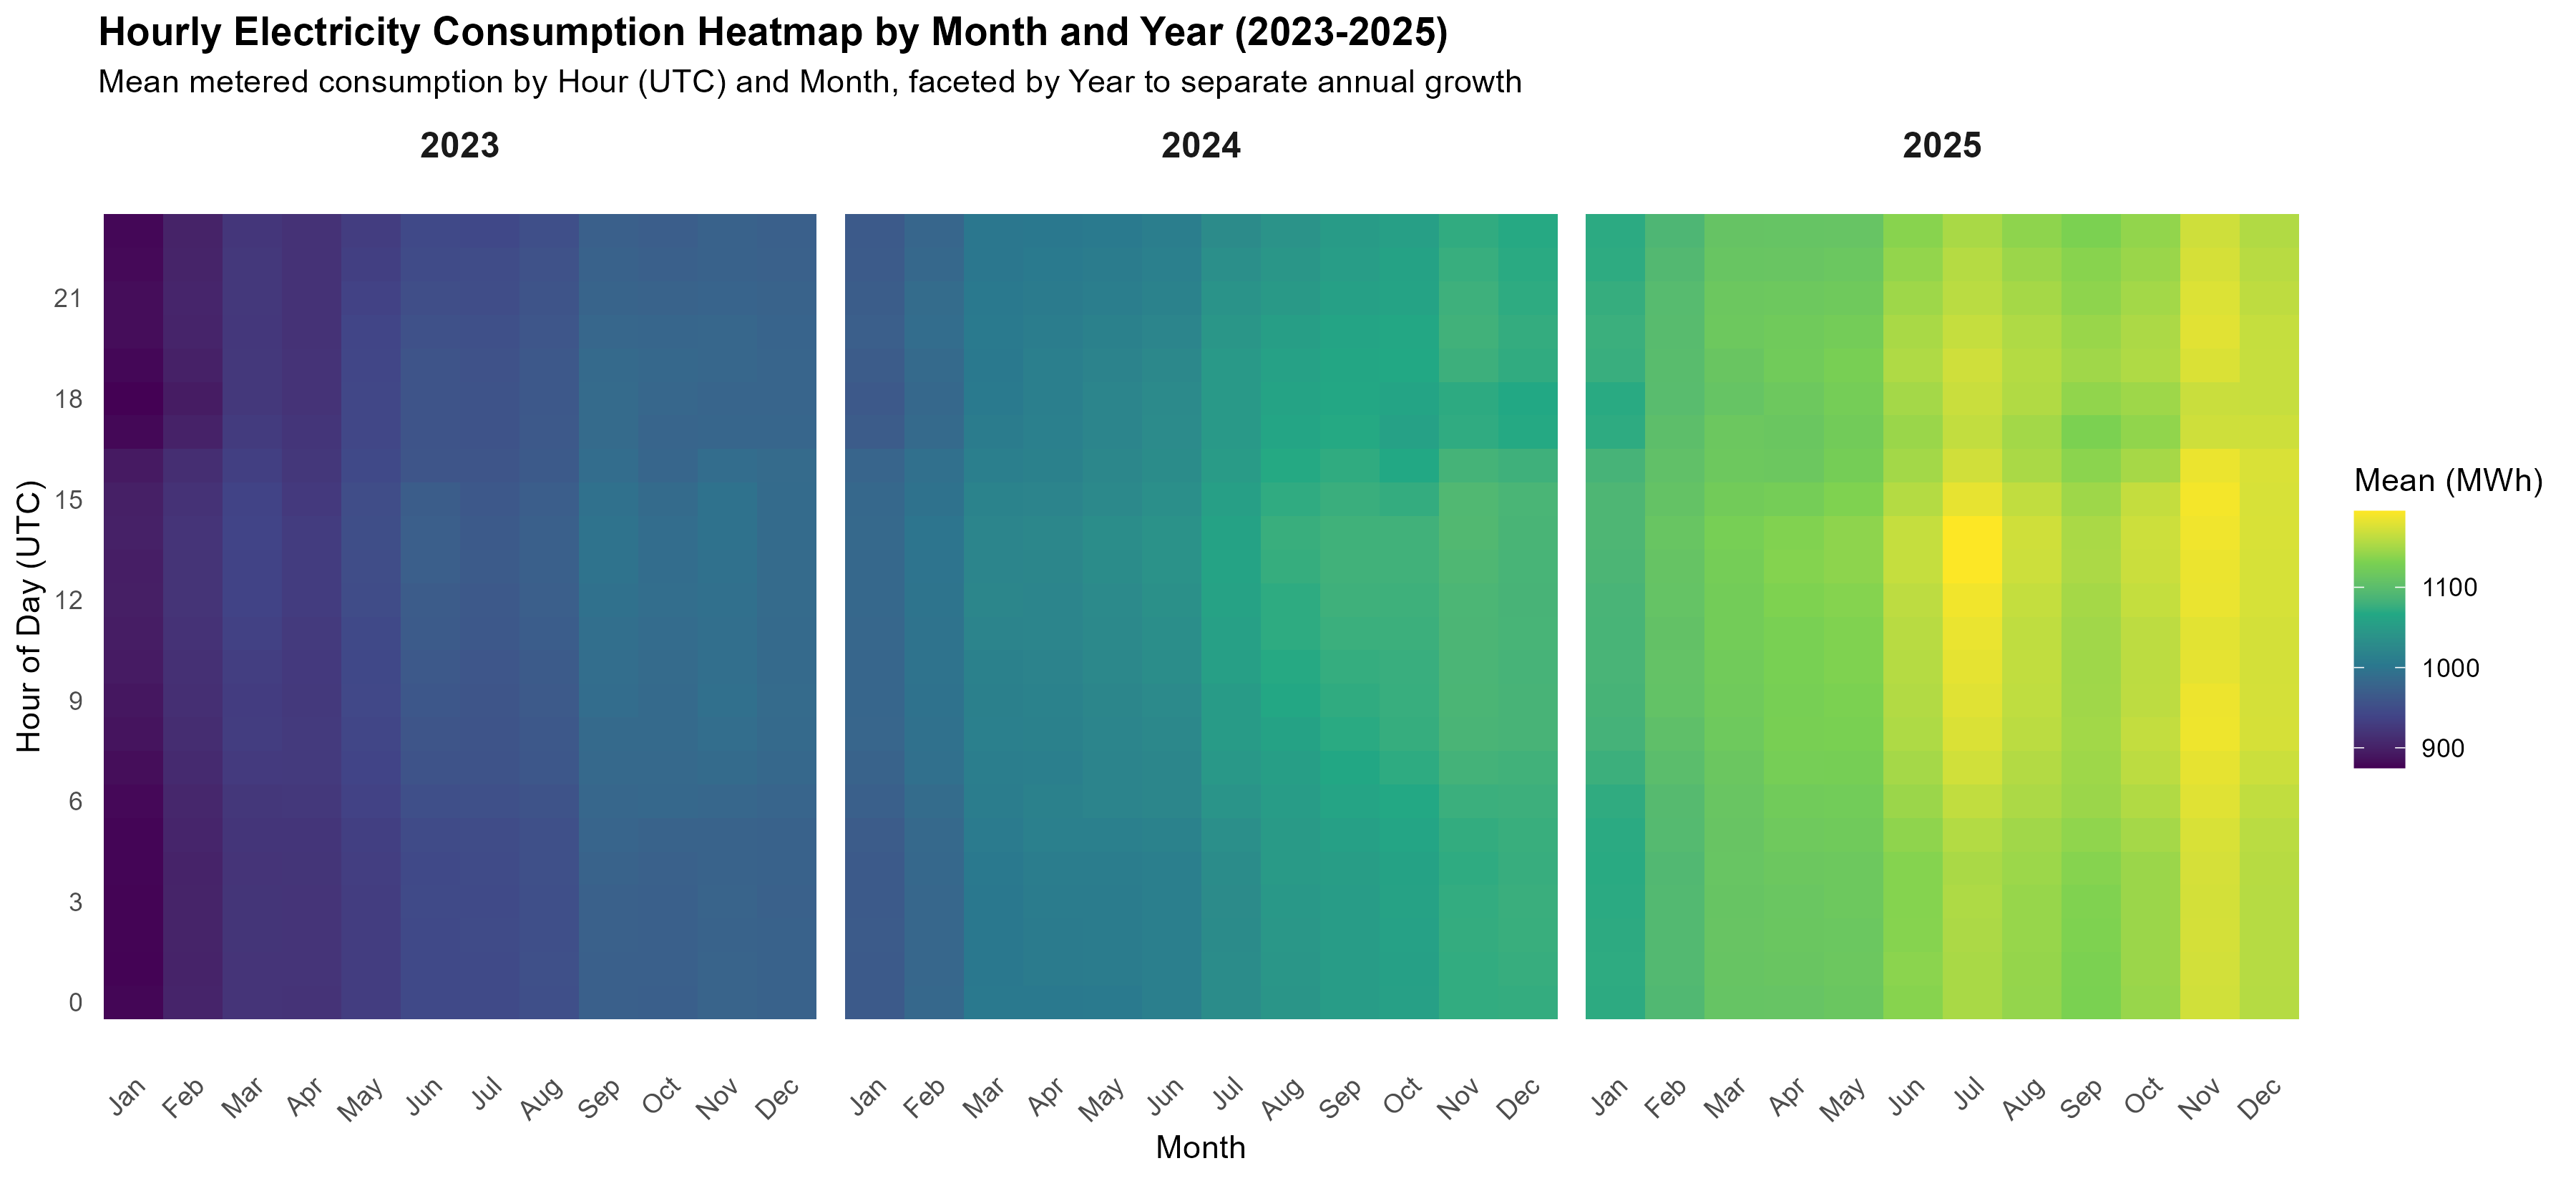 Hourly Electricity Consumption Heatmap by Month and Year (2023-2025)
Mean metered consumption by Hour (UTC) and Month, faceted by Year to separate annual growth
2023 2024 2025
Hour of Day (UTC)
21
18
15
12
9
6
3
0
Jan Feb Mar Apr May Jun Jul Aug Sep Oct Nov Dec Jan Feb Mar Apr May Jun Jul Aug Sep Oct Nov Dec Jan Feb Mar Apr May Jun Jul Aug Sep Oct Nov Dec
Month
Mean (MWh)
1100
1000
900